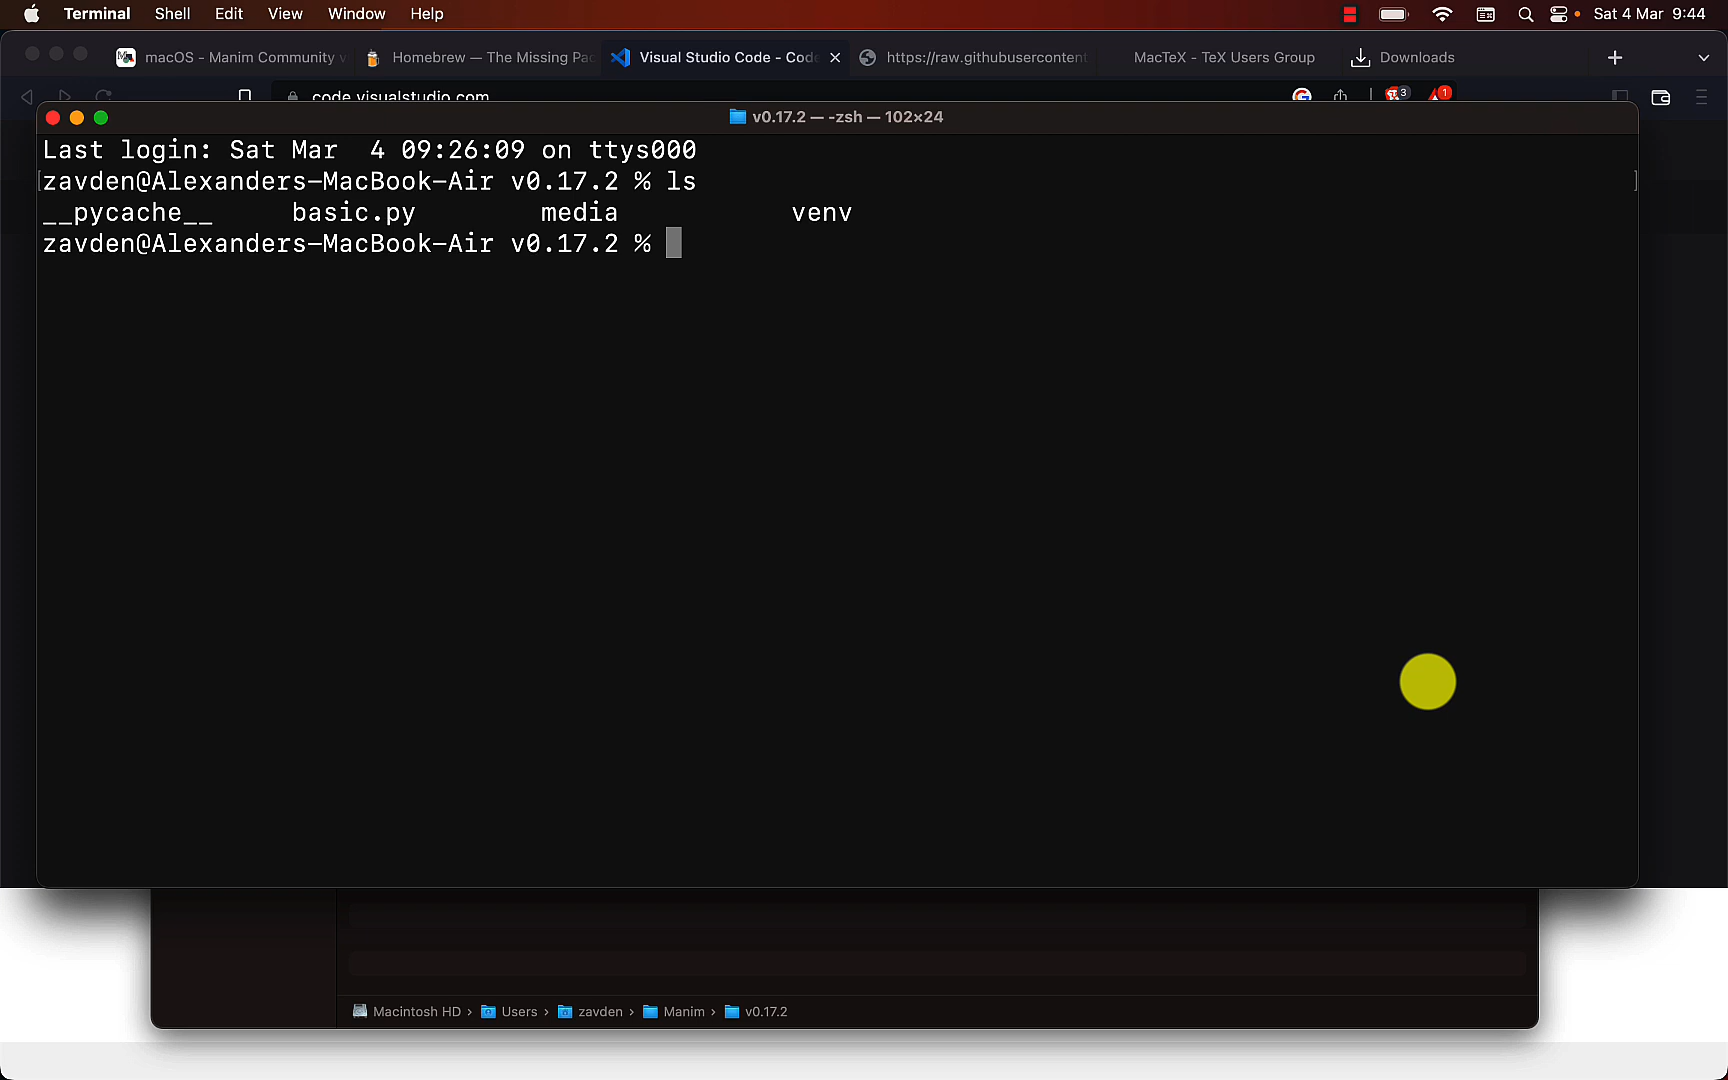 Terminal Shell Edit View Window Help Sat 4 Mar 9:44
macOS - Manim Community v Homebrew — The Missing Pac Visual Studio Code - Code https://raw.githubusercontent MacTeX - TeX Users Group Downloads
code.visualstudio.com 3 1
v0.17.2 — -zsh — 102×24
Last login: Sat Mar  4 09:26:09 on ttys000
zavden@Alexanders-MacBook-Air v0.17.2 % ls
__pycache__ basic.py media venv
zavden@Alexanders-MacBook-Air v0.17.2 %
Macintosh HD › Users › zavden › Manim › v0.17.2